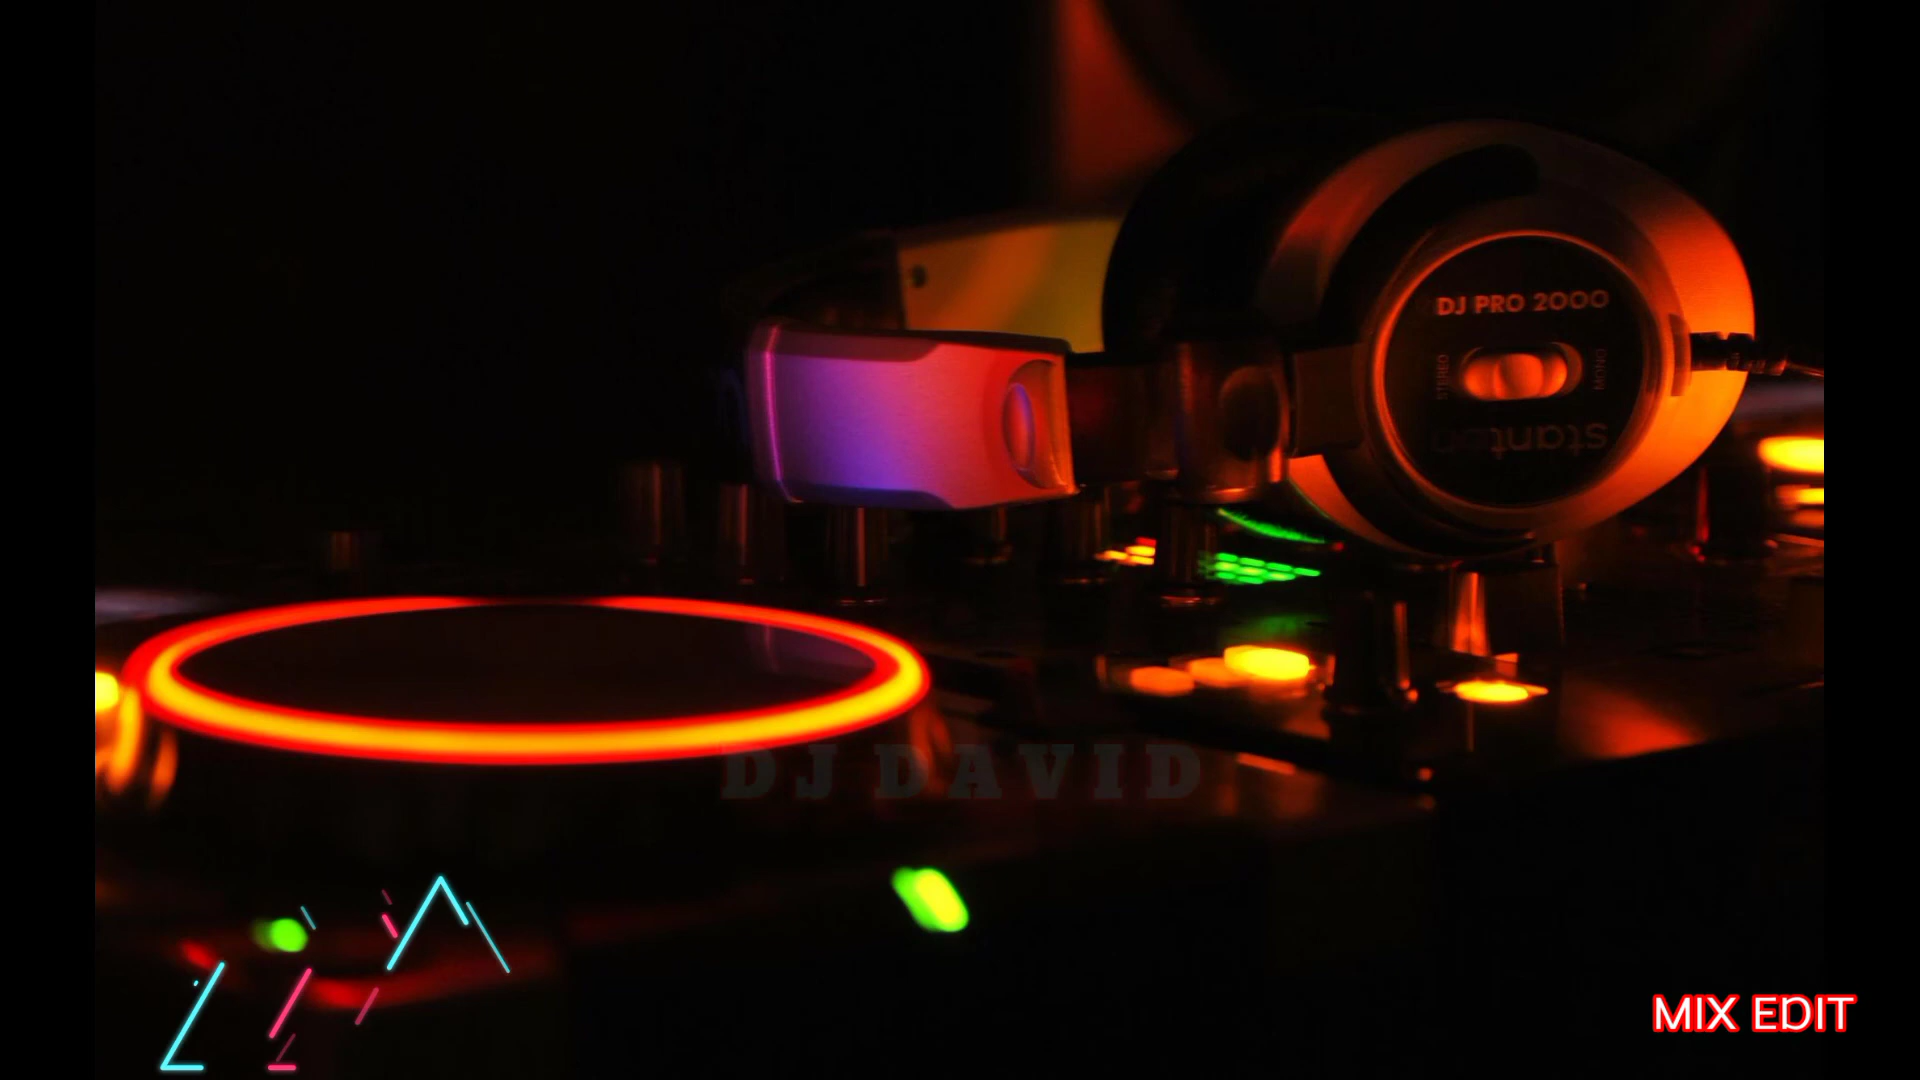 DJ PRO 2000
STEREO
MONO
stanton
DJ DAVID
MIX EDIT